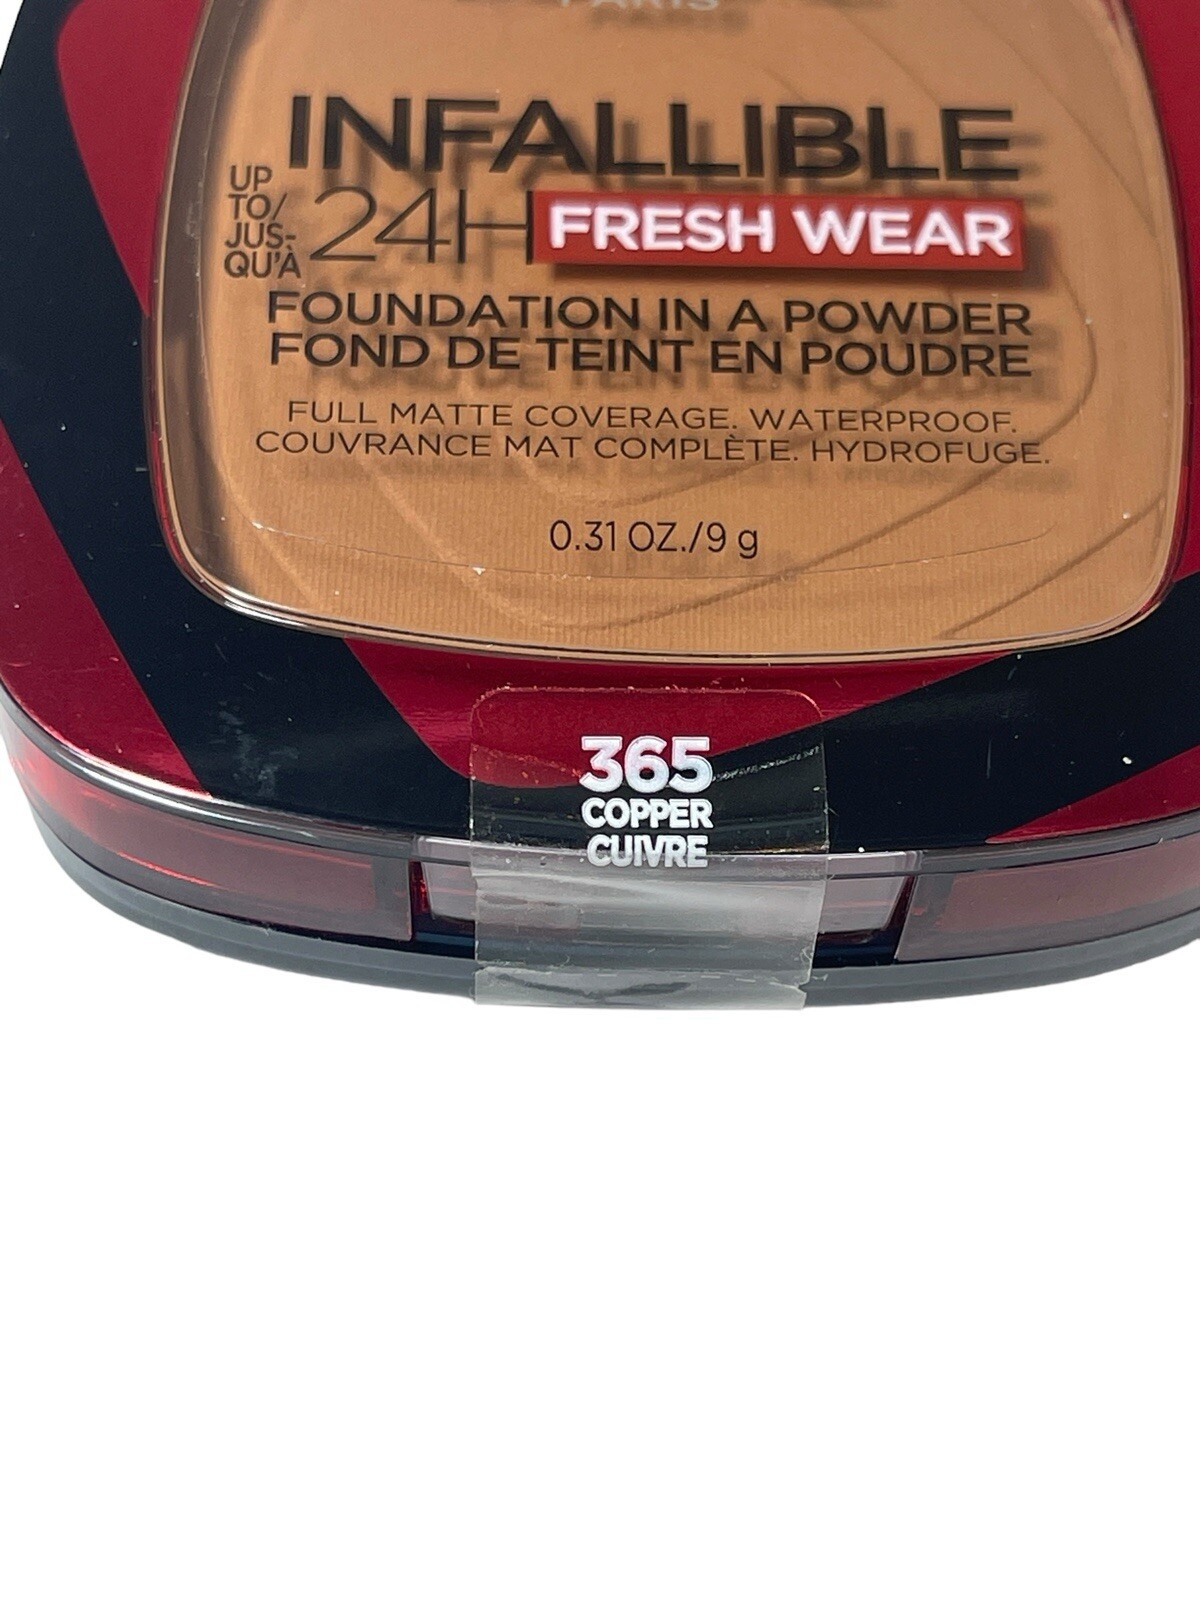 PARIS
INFALLIBLE
UP
TO/
JUS-
QU'À
24H FRESH WEAR
FOUNDATION IN A POWDER
FOND DE TEINT EN POUDRE
FULL MATTE COVERAGE. WATERPROOF.
COUVRANCE MAT COMPLÈTE. HYDROFUGE.
0.31 OZ./9 g
365
COPPER
CUIVRE